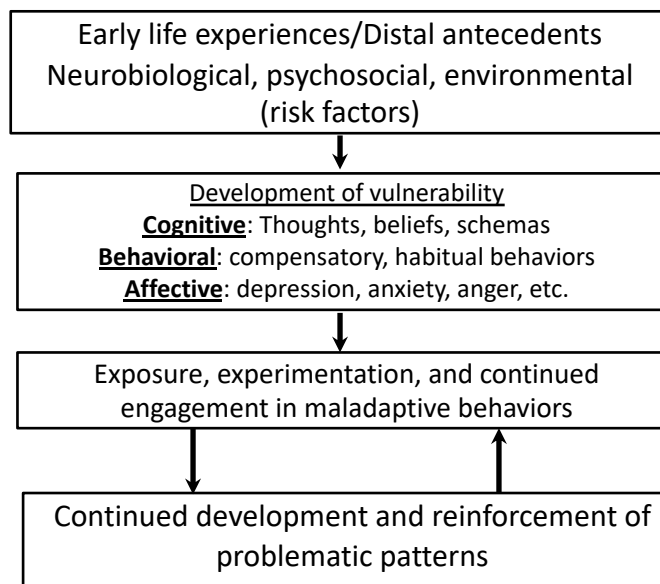 Early life experiences/Distal antecedents
Neurobiological, psychosocial, environmental
(risk factors)
Development of vulnerability
Cognitive: Thoughts, beliefs, schemas
Behavioral: compensatory, habitual behaviors
Affective: depression, anxiety, anger, etc.
Exposure, experimentation, and continued
engagement in maladaptive behaviors
Continued development and reinforcement of
problematic patterns